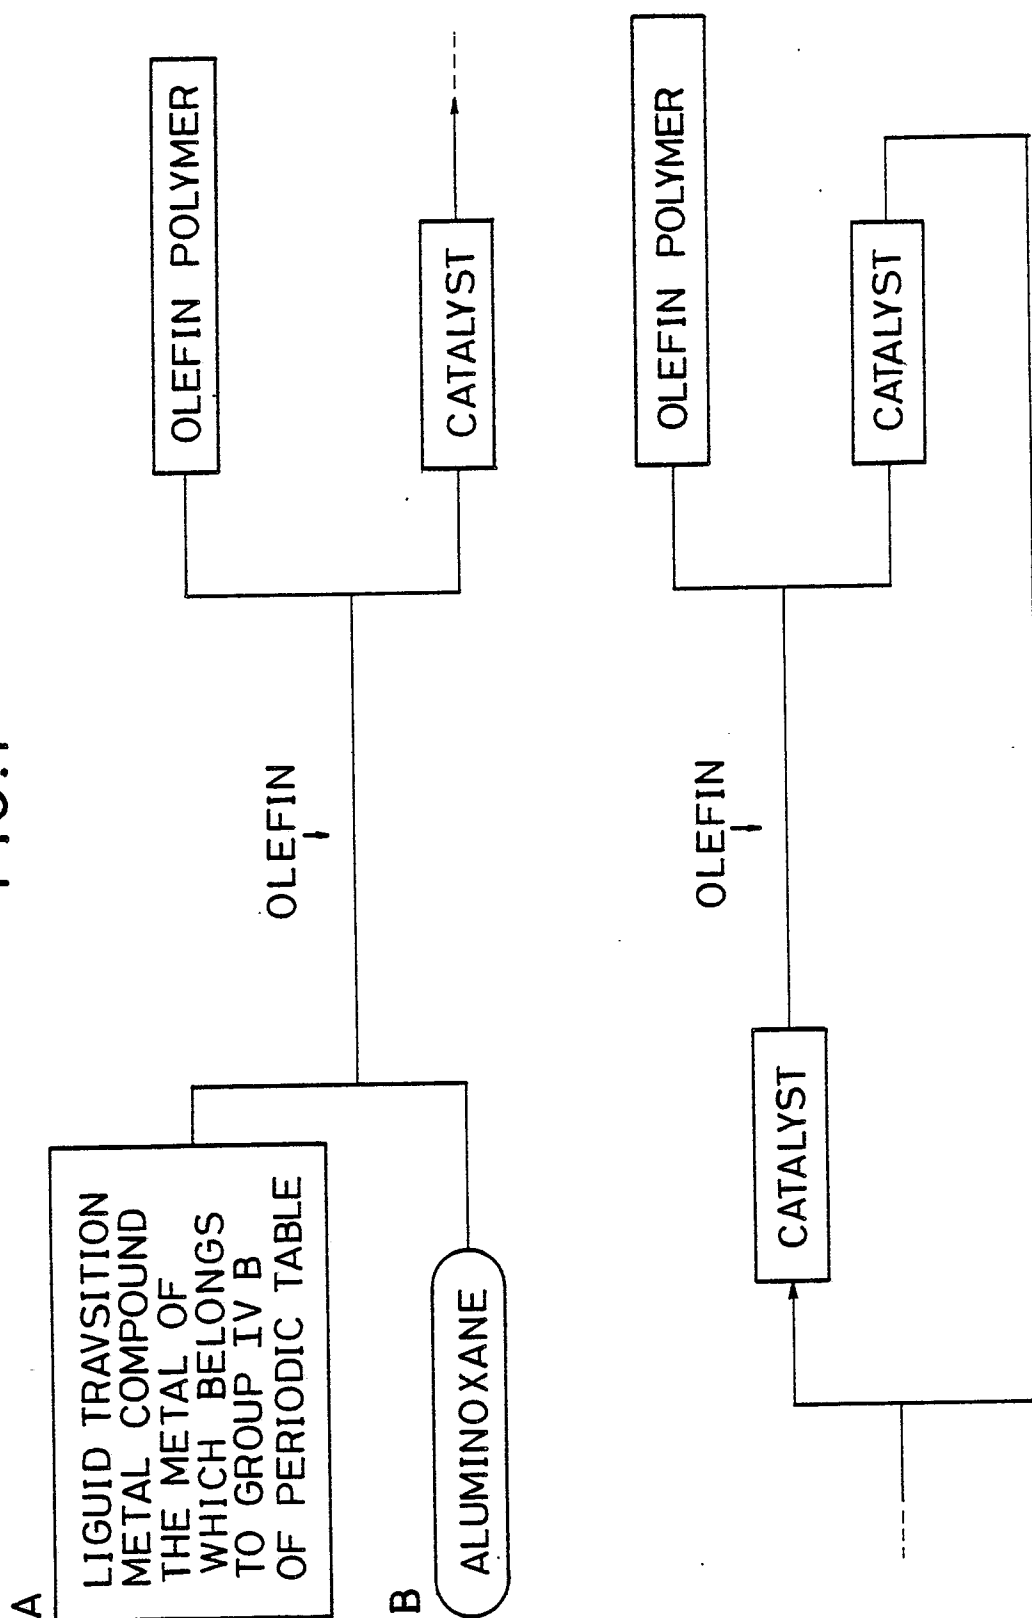 A
LIGUID TRAVSITION
METAL COMPOUND
THE METAL OF
WHICH BELONGS
TO GROUP IV B
OF PERIODIC TABLE
B
ALUMINOXANE
OLEFIN
OLEFIN POLYMER
CATALYST
CATALYST
OLEFIN
OLEFIN POLYMER
CATALYST